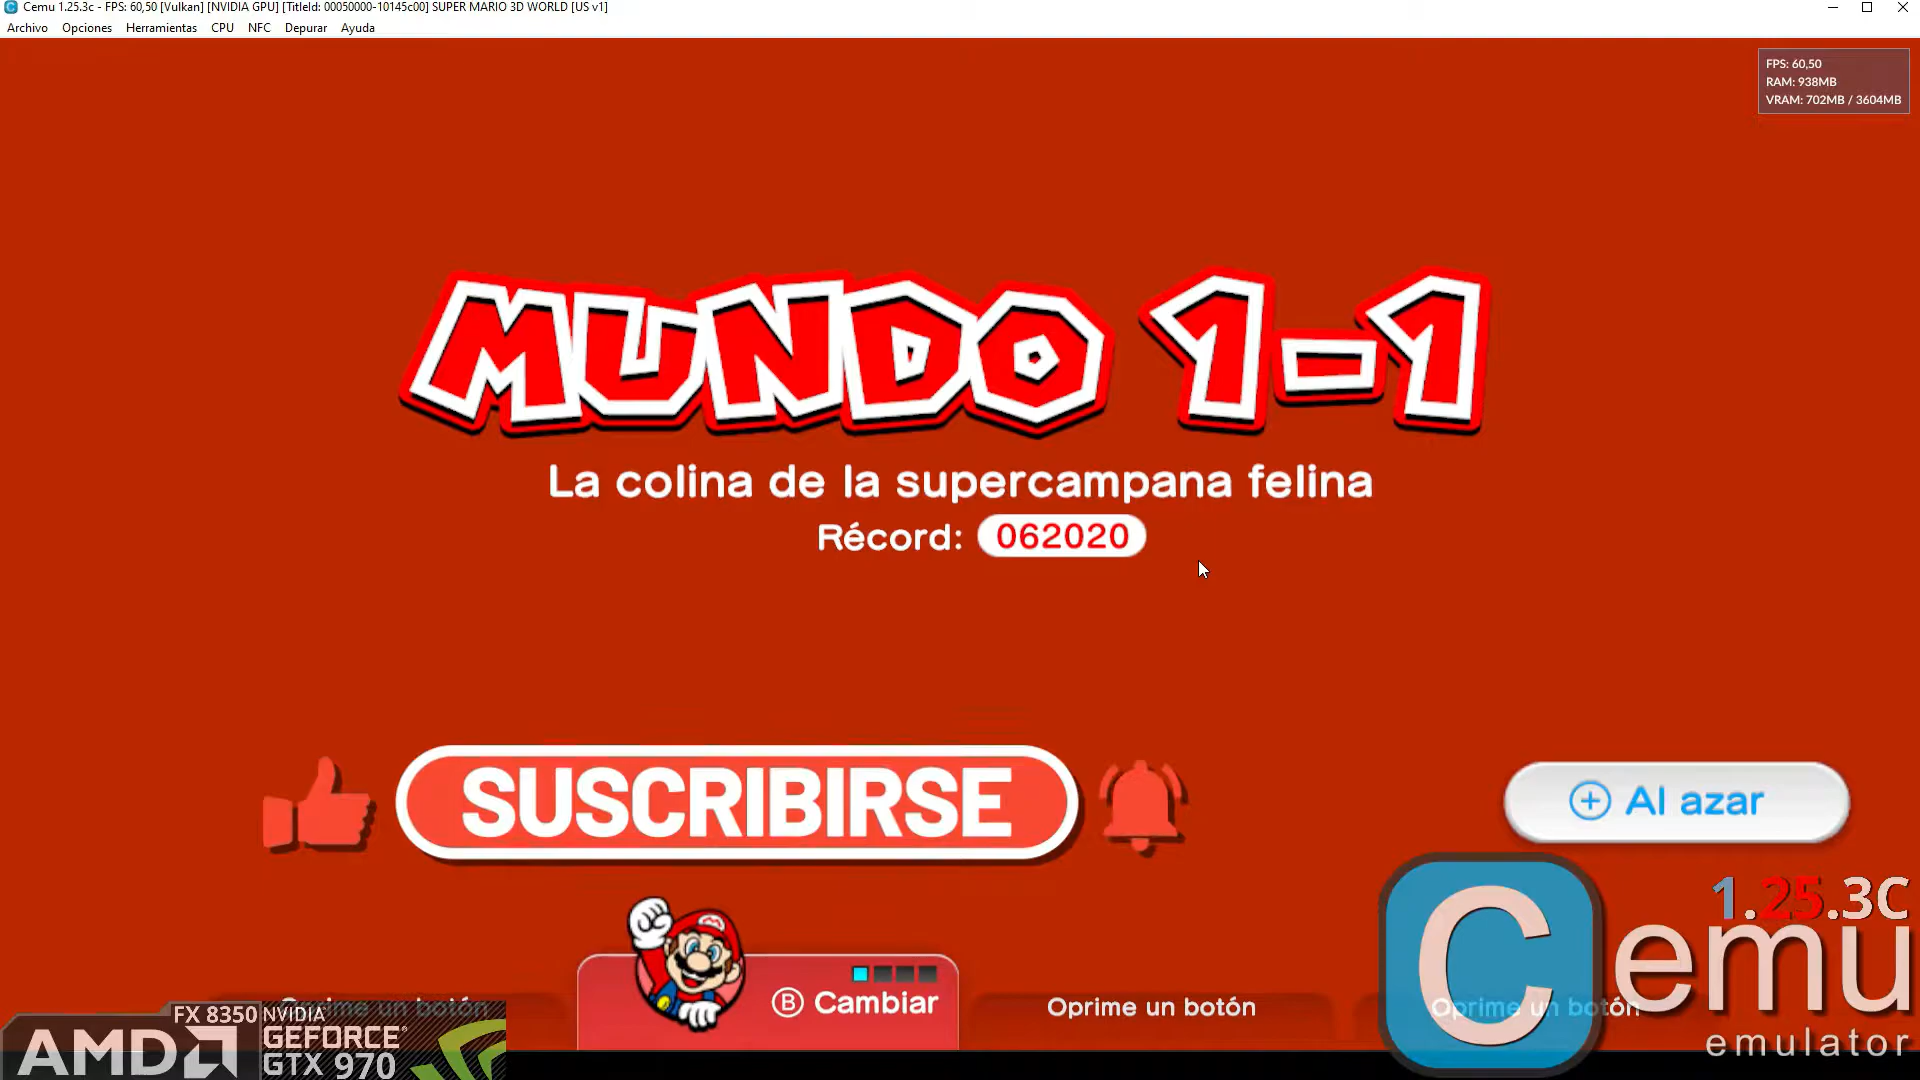 Cemu 1.25.3c - FPS: 60,50 [Vulkan] [NVIDIA GPU] [TitleId: 00050000-10145c00] SUPER MARIO 3D WORLD [US v1]
Archivo Opciones Herramientas CPU NFC Depurar Ayuda
FPS: 60,50
RAM: 938MB
VRAM: 702MB / 3604MB
MUNDO 1-1
La colina de la supercampana felina
Récord: 062020
SUSCRIBIRSE
+ Al azar
B Cambiar
Oprime un botón
Oprime un botón
Oprime un botón
FX 8350
AMD
NVIDIA
GEFORCE®
GTX 970
M
C
1.25.3C
Cemu
emulator